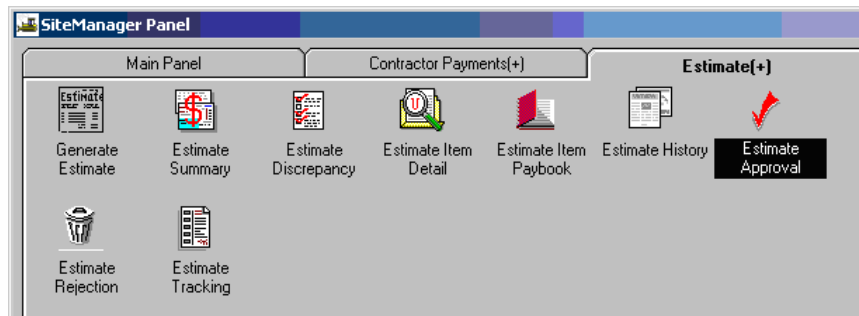 SiteManager Panel
Main Panel
Contractor Payments(+)
Estimate(+)
Estimate
Generate
Estimate
Estimate
Summary
Estimate
Discrepancy
Estimate Item
Detail
Estimate Item
Paybook
Estimate History
Estimate
Approval
Estimate
Rejection
Estimate
Tracking